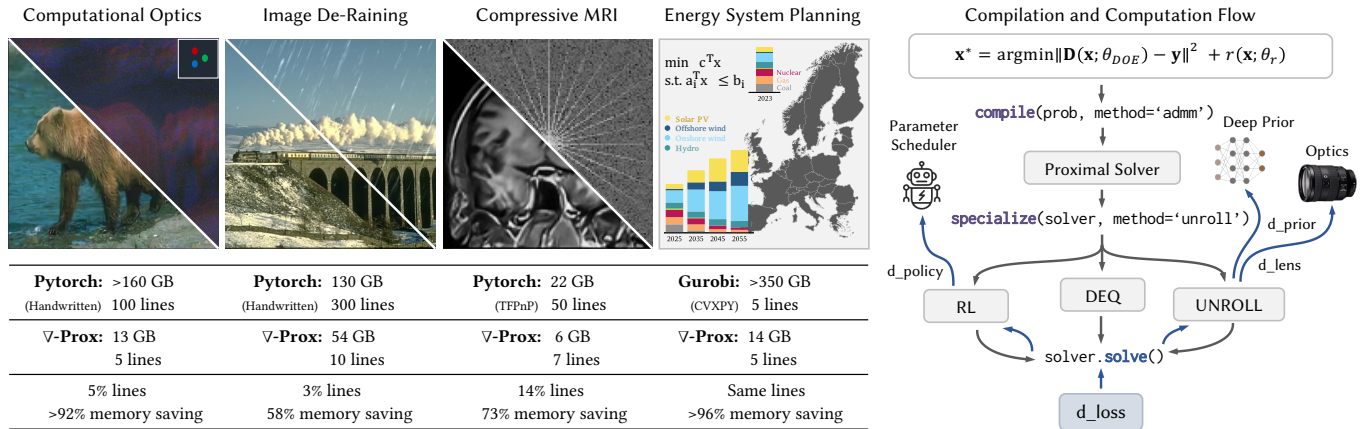 Computational Optics
Image De-Raining
Compressive MRI
Energy System Planning
min cᵀx
s.t. aᵢᵀx ≤ bᵢ
Nuclear
Gas
Coal
2023
Solar PV
Offshore wind
Onshore wind
Hydro
2025 2035 2045 2055
Pytorch: >160 GB
(Handwritten) 100 lines
Pytorch: 130 GB
(Handwritten) 300 lines
Pytorch: 22 GB
(TFPnP) 50 lines
Gurobi: >350 GB
(CVXPY) 5 lines
∇-Prox: 13 GB
5 lines
∇-Prox: 54 GB
10 lines
∇-Prox: 6 GB
7 lines
∇-Prox: 14 GB
5 lines
5% lines
>92% memory saving
3% lines
58% memory saving
14% lines
73% memory saving
Same lines
>96% memory saving
Compilation and Computation Flow
x* = argmin‖D(x; θ_DOE) − y‖² + r(x; θ_r)
compile(prob, method=‘admm’)
Parameter
Scheduler
Deep Prior
Optics
Proximal Solver
specialize(solver, method=‘unroll’)
d_prior
d_policy
d_lens
RL
DEQ
UNROLL
solver.solve()
d_loss